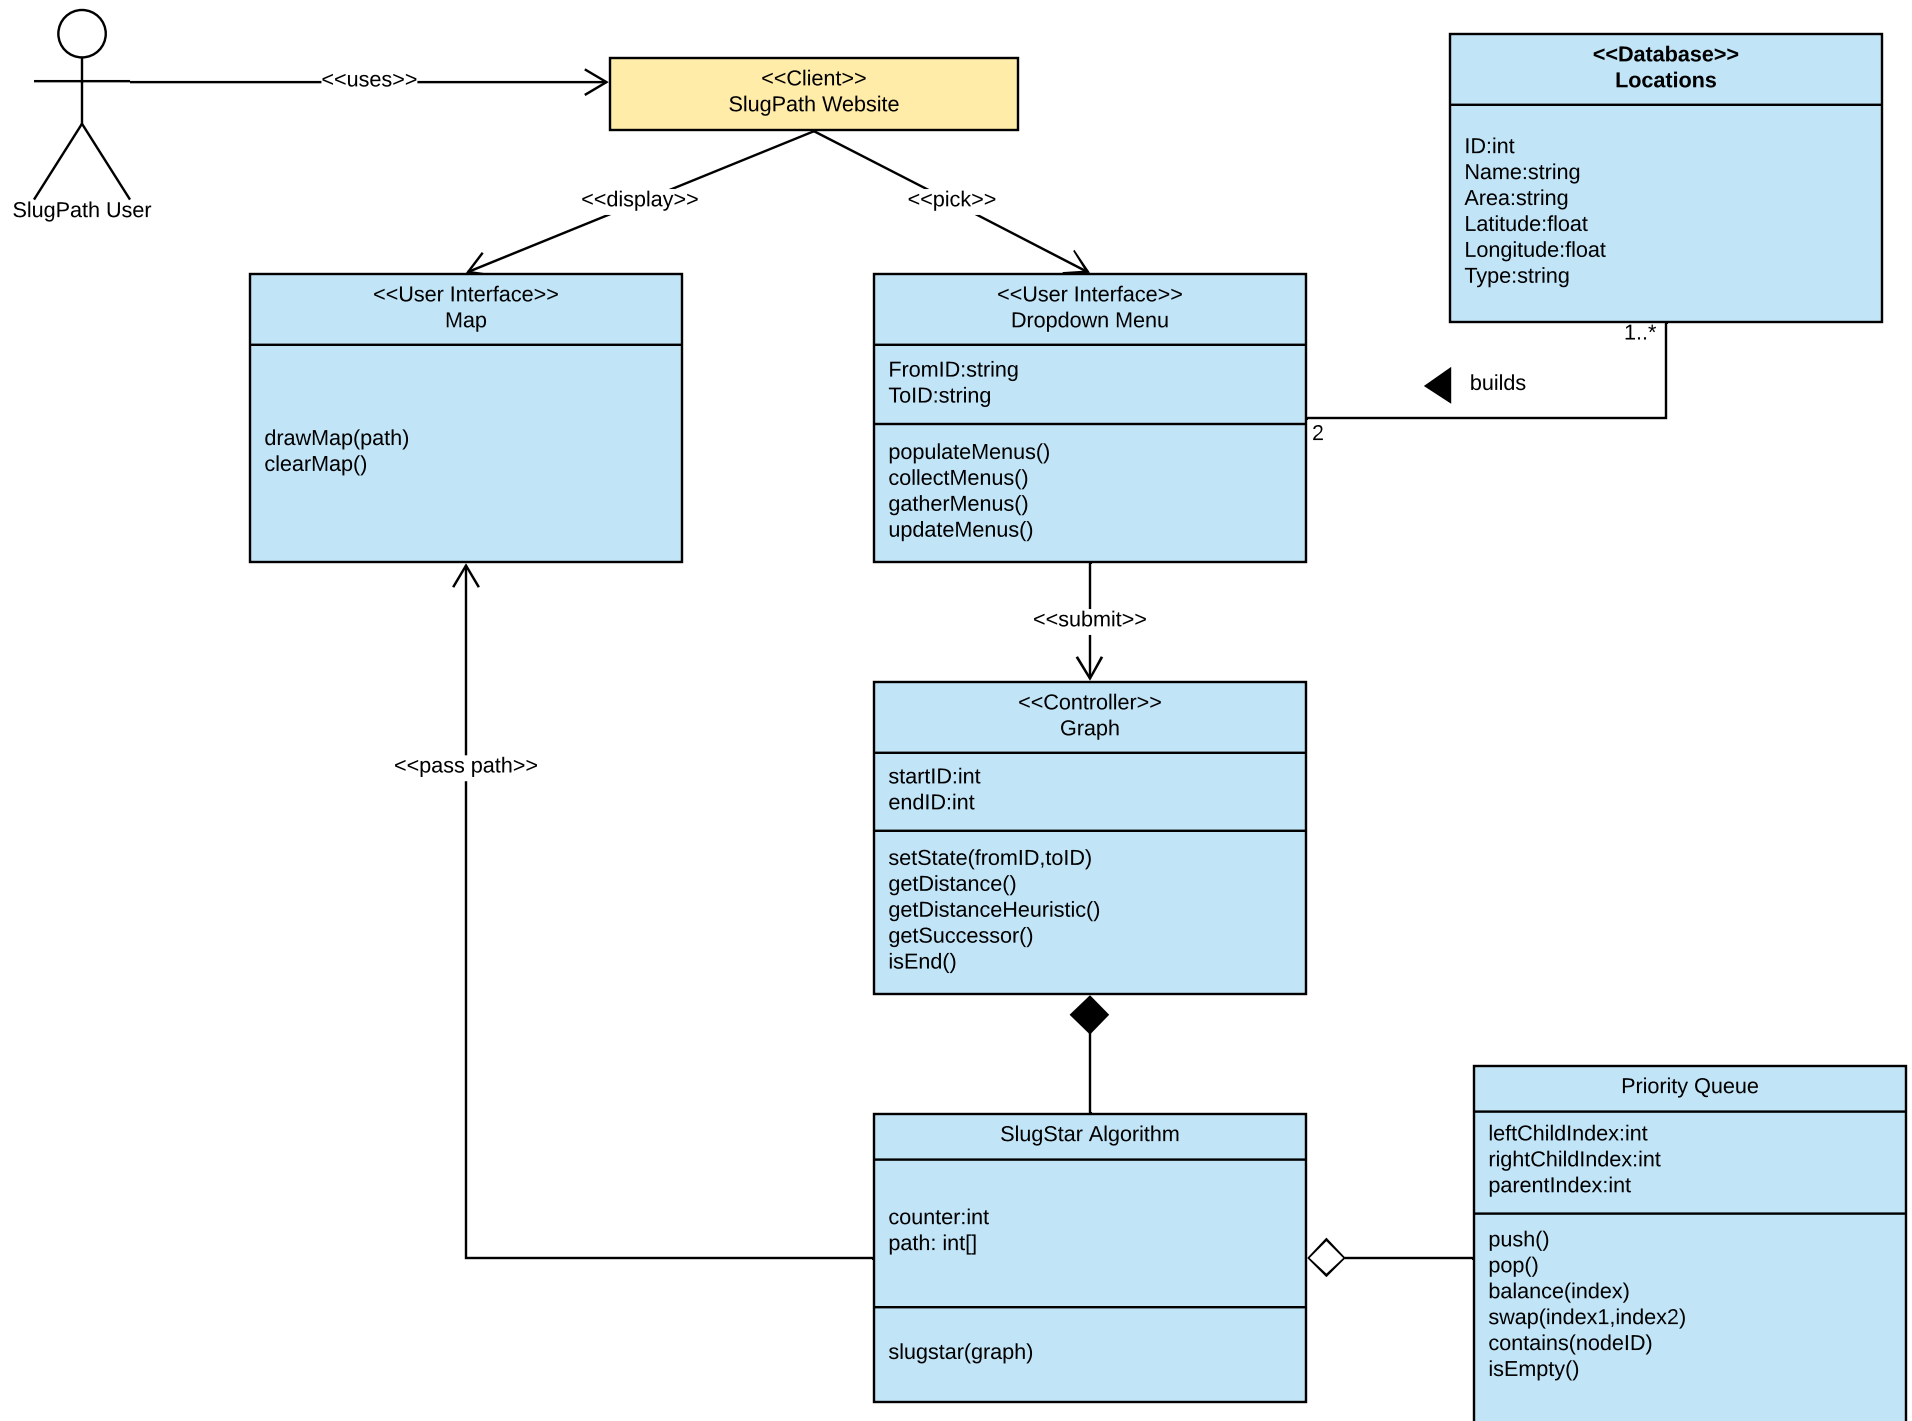 <<uses>>
SlugPath User
<<Client>>
SlugPath Website
<<Database>>
Locations
ID:int
Name:string
Area:string
Latitude:float
Longitude:float
Type:string
<<display>>
<<pick>>
<<User Interface>>
Map
drawMap(path)
clearMap()
<<User Interface>>
Dropdown Menu
FromID:string
ToID:string
populateMenus()
collectMenus()
gatherMenus()
updateMenus()
1..*
builds
2
<<submit>>
<<Controller>>
Graph
startID:int
endID:int
setState(fromID,toID)
getDistance()
getDistanceHeuristic()
getSuccessor()
isEnd()
<<pass path>>
SlugStar Algorithm
counter:int
path: int[]
slugstar(graph)
Priority Queue
leftChildIndex:int
rightChildIndex:int
parentIndex:int
push()
pop()
balance(index)
swap(index1,index2)
contains(nodeID)
isEmpty()